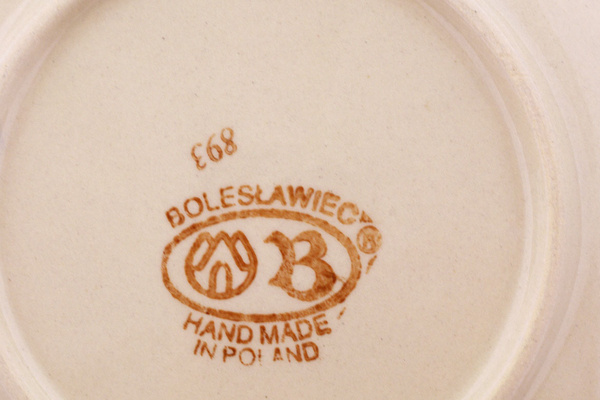 893
BOLESŁAWIEC ®
B
HAND MADE
IN POLAND